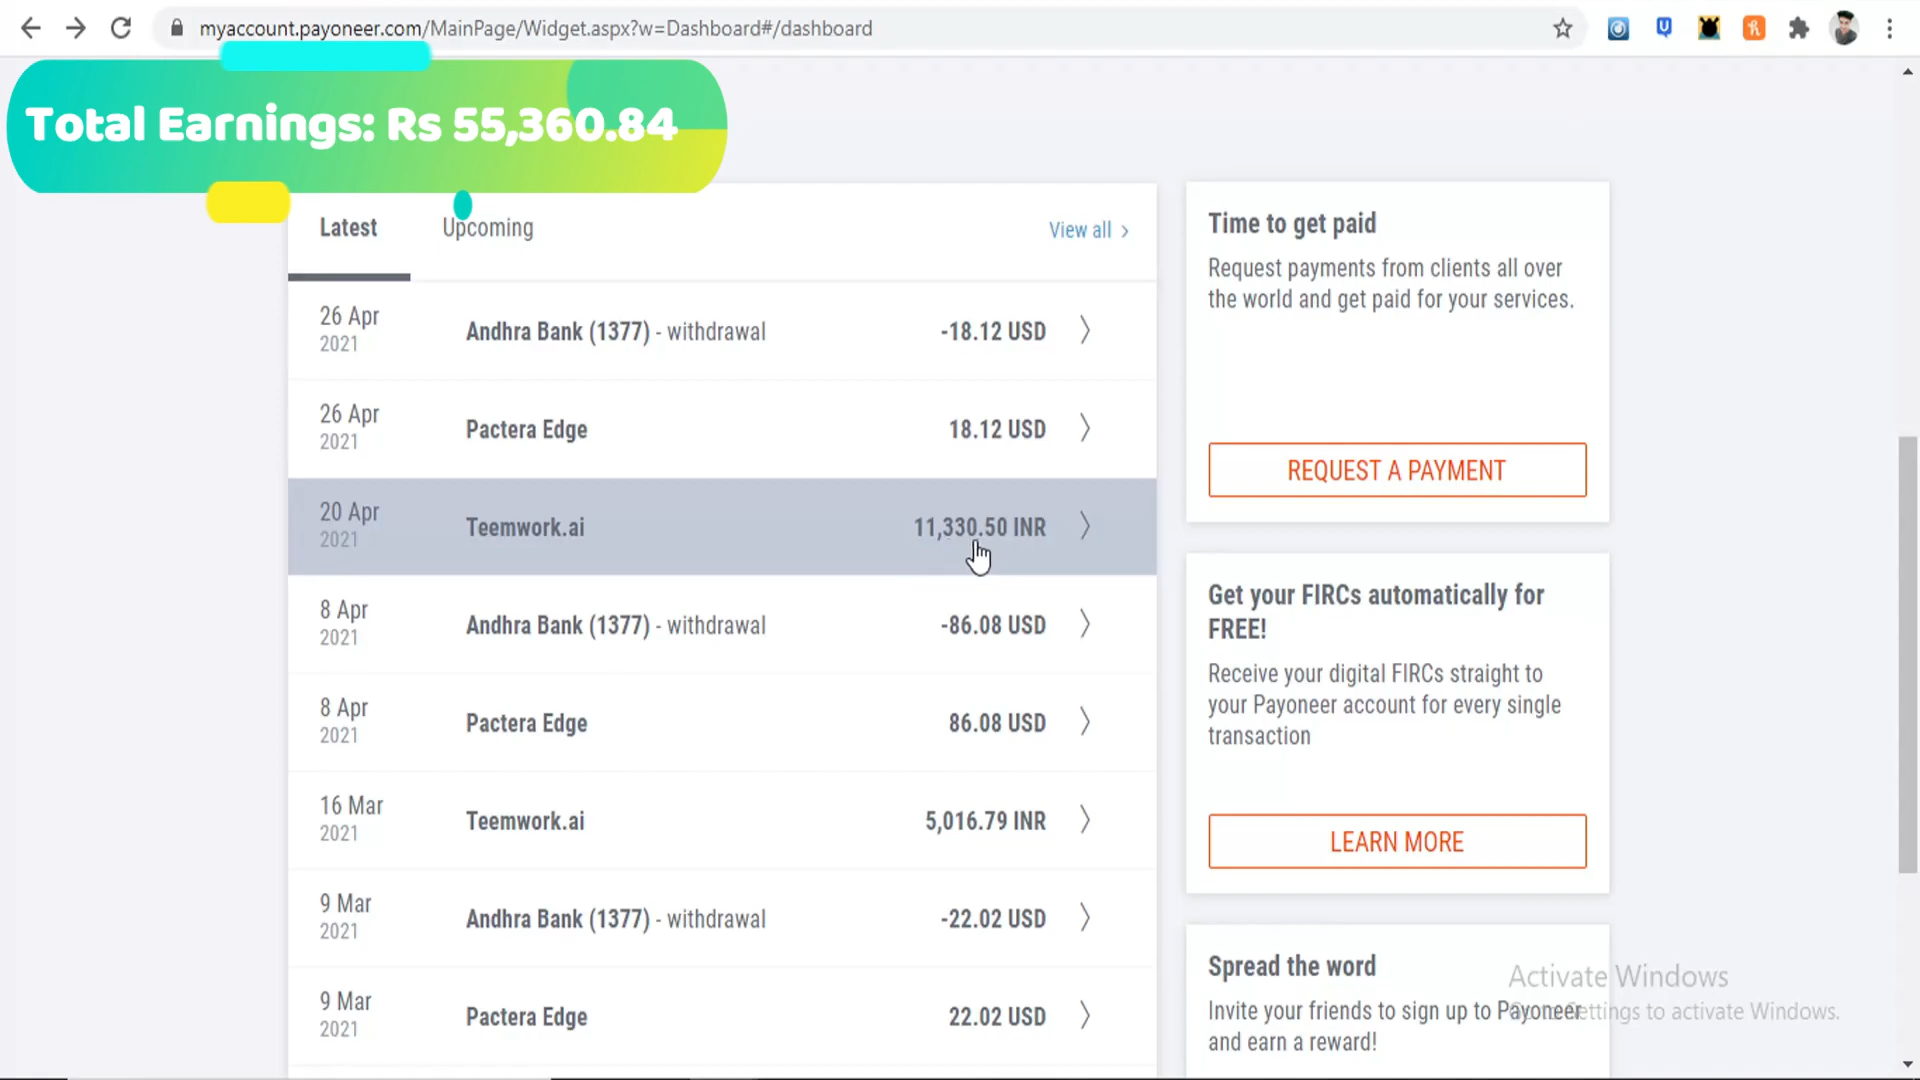 myaccount.payoneer.com/MainPage/Widget.aspx?w=Dashboard#/dashboard
Total Earnings: Rs 55,360.84
Latest
Upcoming
View all
26 Apr
2021
Andhra Bank (1377) - withdrawal
-18.12 USD
26 Apr
2021
Pactera Edge
18.12 USD
20 Apr
2021
Teemwork.ai
11,330.50 INR
8 Apr
2021
Andhra Bank (1377) - withdrawal
-86.08 USD
8 Apr
2021
Pactera Edge
86.08 USD
16 Mar
2021
Teemwork.ai
5,016.79 INR
9 Mar
2021
Andhra Bank (1377) - withdrawal
-22.02 USD
9 Mar
2021
Pactera Edge
22.02 USD
Time to get paid
Request payments from clients all over
the world and get paid for your services.
REQUEST A PAYMENT
Get your FIRCs automatically for
FREE!
Receive your digital FIRCs straight to
your Payoneer account for every single
transaction
LEARN MORE
Spread the word
Invite your friends to sign up to Payoneer
and earn a reward!
Activate Windows
Go to Settings to activate Windows.